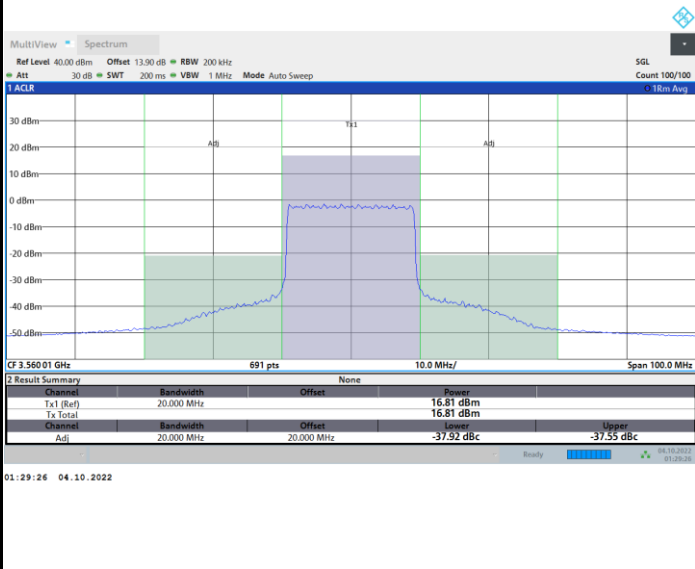 MultiView Spectrum
Ref Level 40.00 dBm Offset 13.90 dB RBW 200 kHz SGL
Att 30 dB SWT 200 ms VBW 1 MHz Mode Auto Sweep Count 100/100
1 ACLR 1Rm Avg
30 dBm
Tx1
20 dBm Adj Adj
10 dBm
0 dBm
-10 dBm
-20 dBm
-30 dBm
-40 dBm
-50 dBm
CF 3.560 01 GHz 691 pts 10.0 MHz/ Span 100.0 MHz
2 Result Summary None
Channel Bandwidth Offset Power
Tx1 (Ref) 20.000 MHz 16.81 dBm
Tx Total 16.81 dBm
Channel Bandwidth Offset Lower Upper
Adj 20.000 MHz 20.000 MHz -37.92 dBc -37.55 dBc
Ready 04.10.2022
01:29:26
01:29:26 04.10.2022